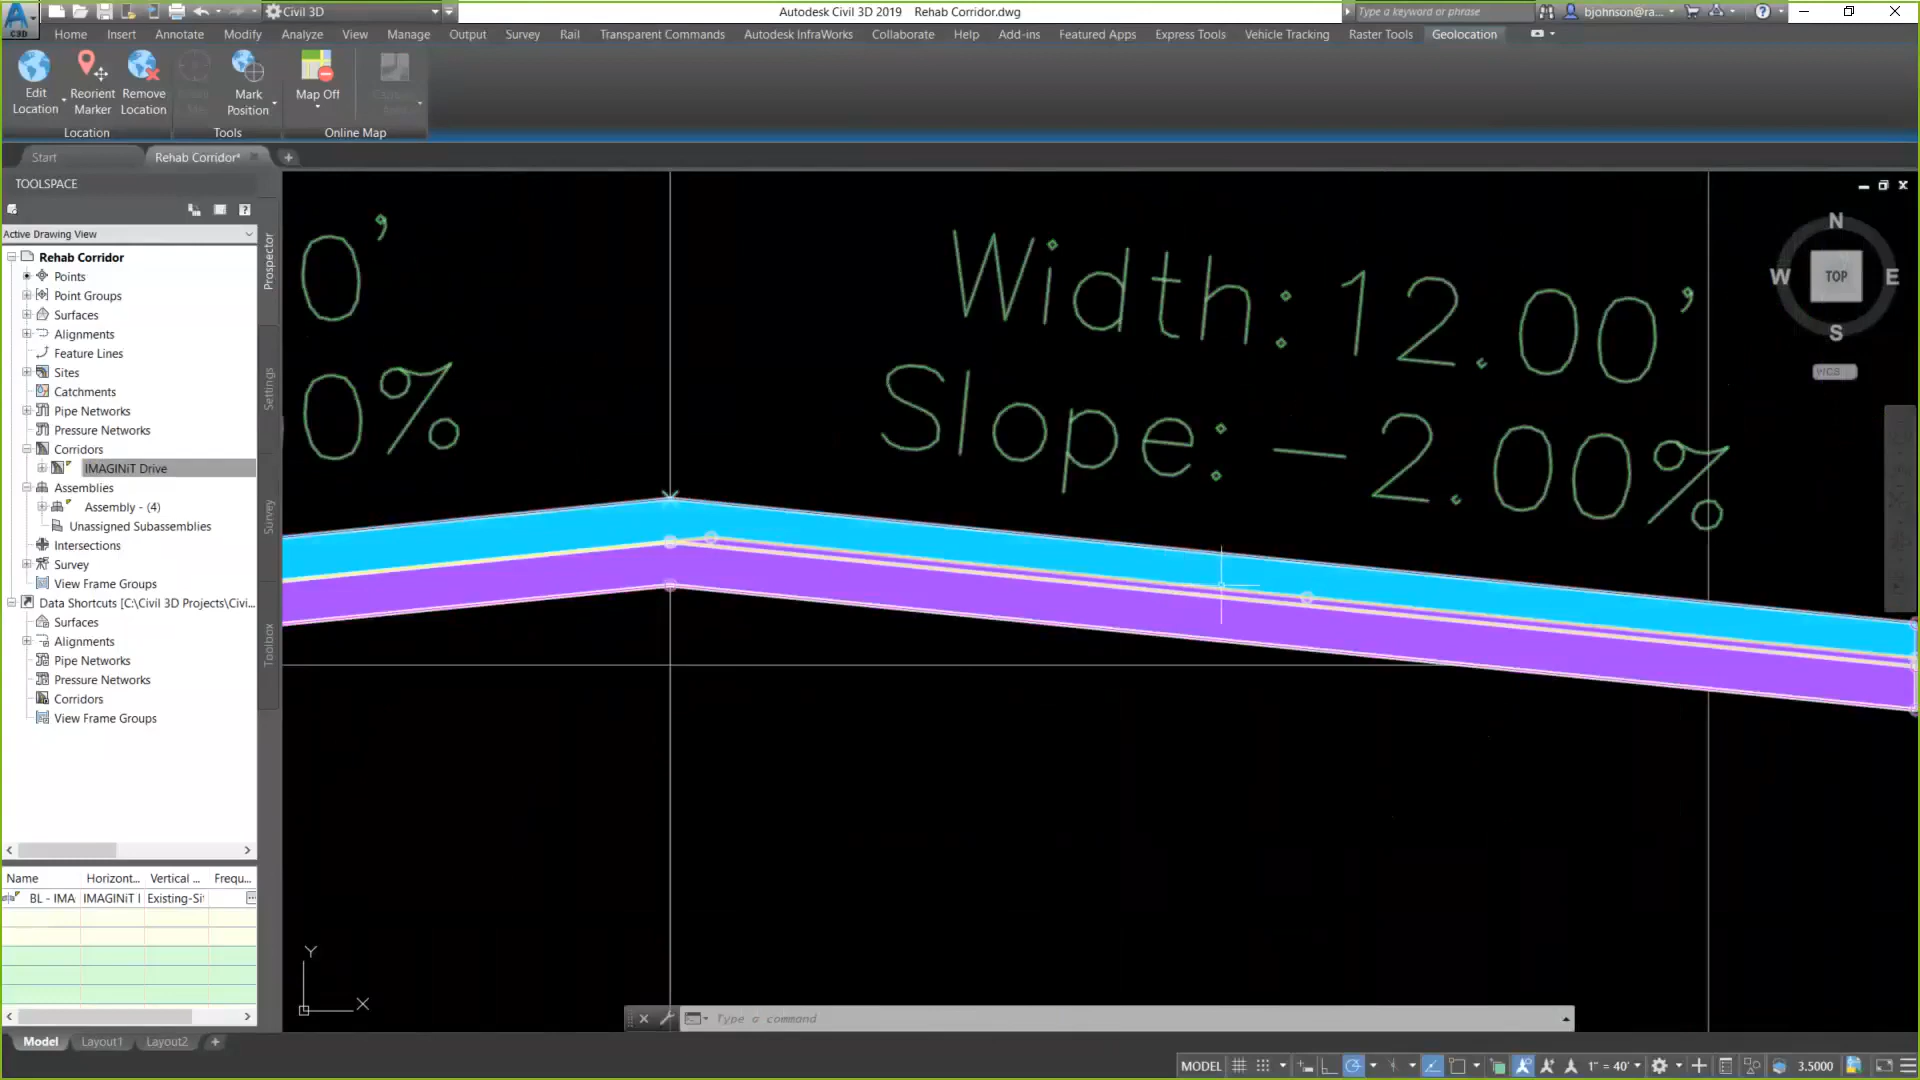 Civil 3D
Autodesk Civil 3D 2019 Rehab Corridor.dwg
Type a keyword or phrase
bjohnson@ra...
C3D
Home Insert Annotate Modify Analyze View Manage Output Survey Rail Transparent Commands Autodesk InfraWorks Collaborate Help Add-ins Featured Apps Express Tools Vehicle Tracking Raster Tools Geolocation
Edit Location
Reorient Marker
Remove Location
Mark Position
Map Off
Location Tools Online Map
Start Rehab Corridor*
TOOLSPACE
Active Drawing View
Rehab Corridor
Points
Point Groups
Surfaces
Alignments
Feature Lines
Sites
Catchments
Pipe Networks
Pressure Networks
Corridors
IMAGINiT Drive
Assemblies
Assembly - (4)
Unassigned Subassemblies
Intersections
Survey
View Frame Groups
Data Shortcuts [C:\Civil 3D Projects\Civi...
Surfaces
Alignments
Pipe Networks
Pressure Networks
Corridors
View Frame Groups
Prospector
Settings
Survey
Toolbox
Name Horizont... Vertical ... Frequ...
BL - IMA IMAGINiT I Existing-Si
0'
0%
Width: 12.00'
Slope: -2.00%
N
W TOP E
S
WCS
Y
X
Type a command
Model Layout1 Layout2 +
MODEL 1" = 40' 3.5000